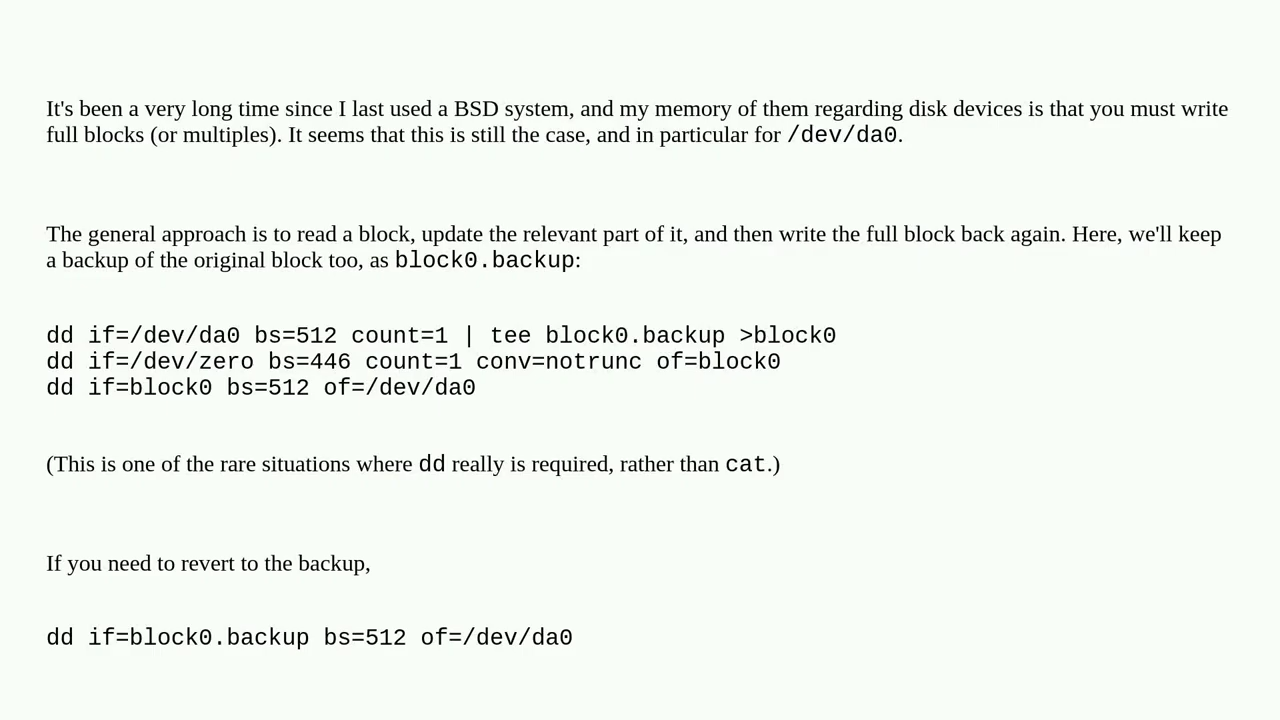 It's been a very long time since I last used a BSD system, and my memory of them regarding disk devices is that you must write
full blocks (or multiples). It seems that this is still the case, and in particular for /dev/da0.
The general approach is to read a block, update the relevant part of it, and then write the full block back again. Here, we'll keep
a backup of the original block too, as block0.backup:
dd if=/dev/da0 bs=512 count=1 | tee block0.backup >block0
dd if=/dev/zero bs=446 count=1 conv=notrunc of=block0
dd if=block0 bs=512 of=/dev/da0
(This is one of the rare situations where dd really is required, rather than cat.)
If you need to revert to the backup,
dd if=block0.backup bs=512 of=/dev/da0